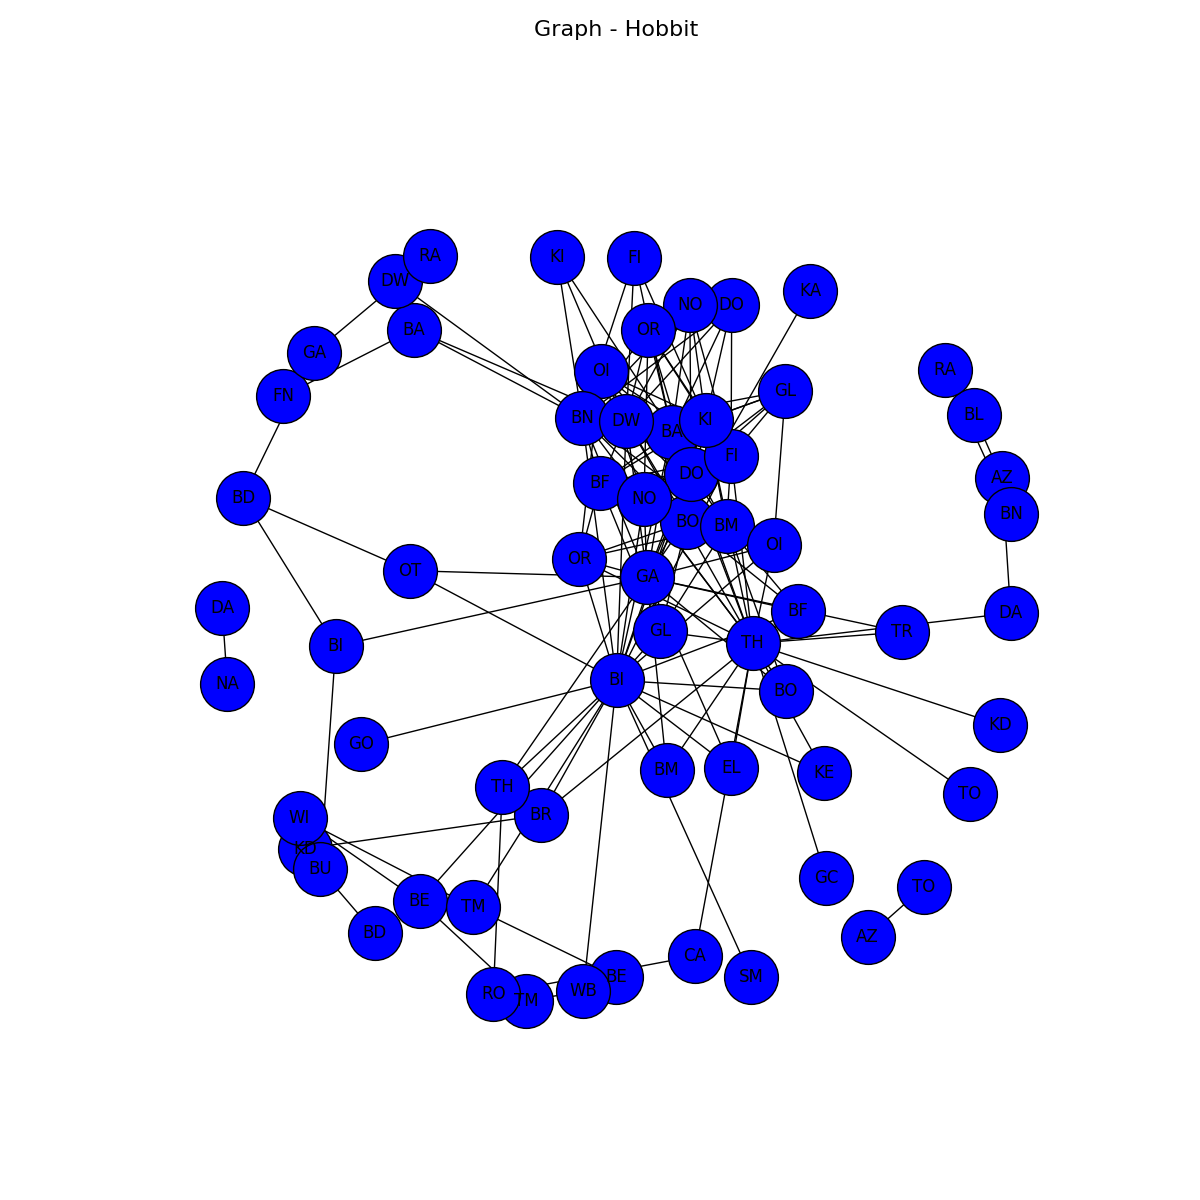 Graph - Hobbit
RA
DW
BA
GA
FN
KI
FI
NO
DO
OR
KA
OI
BN
DW
BA
KI
GL
FI
RA
BL
BF
DO
NO
AZ
BD
BO
BM
BN
OI
OR
OT
GA
DA
BF
DA
GL
TR
TH
BI
NA
BI
BO
KD
GO
BM
EL
KE
TH
TO
BR
WI
KD
BU
GC
TO
BE
TM
BD
AZ
CA
BE
SM
WB
RO
TM